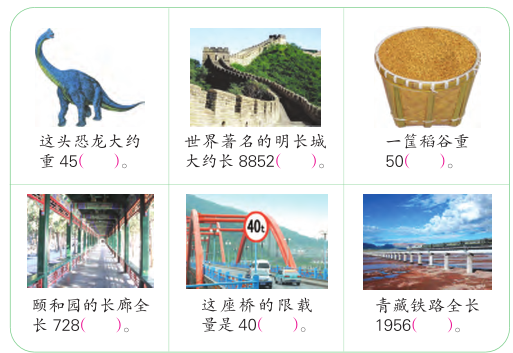 这头恐龙大约
重 45(    )。
世界著名的明长城
大约长 8852(    )。
一筐稻谷重
50(    )。
40t
颐和园的长廊全
长 728(    )。
这座桥的限载
量是 40(    )。
青藏铁路全长
1956(    )。